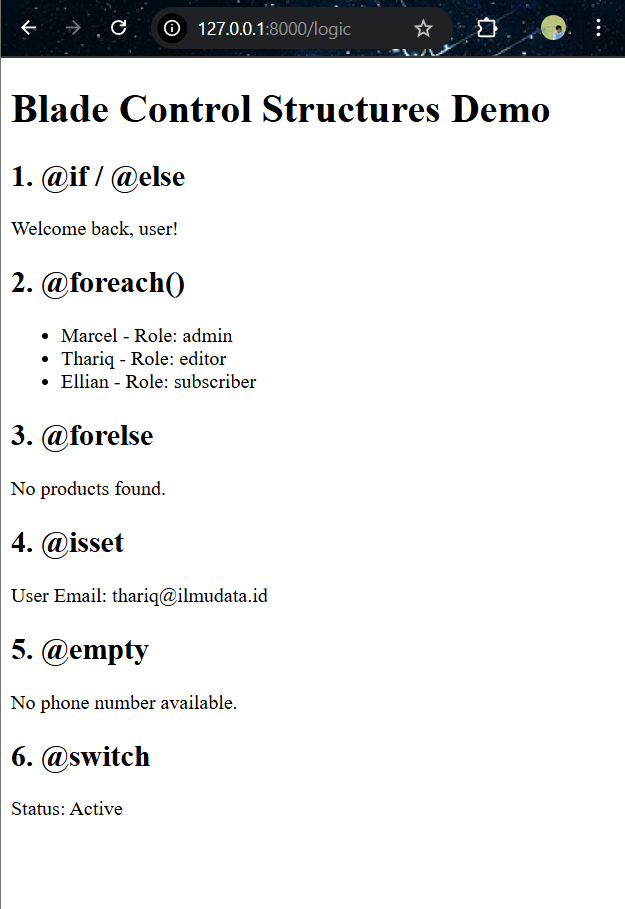 127.0.0.1:8000/logic
Blade Control Structures Demo
1. @if / @else
Welcome back, user!
2. @foreach()
• Marcel - Role: admin
• Thariq - Role: editor
• Ellian - Role: subscriber
3. @forelse
No products found.
4. @isset
User Email: thariq@ilmudata.id
5. @empty
No phone number available.
6. @switch
Status: Active